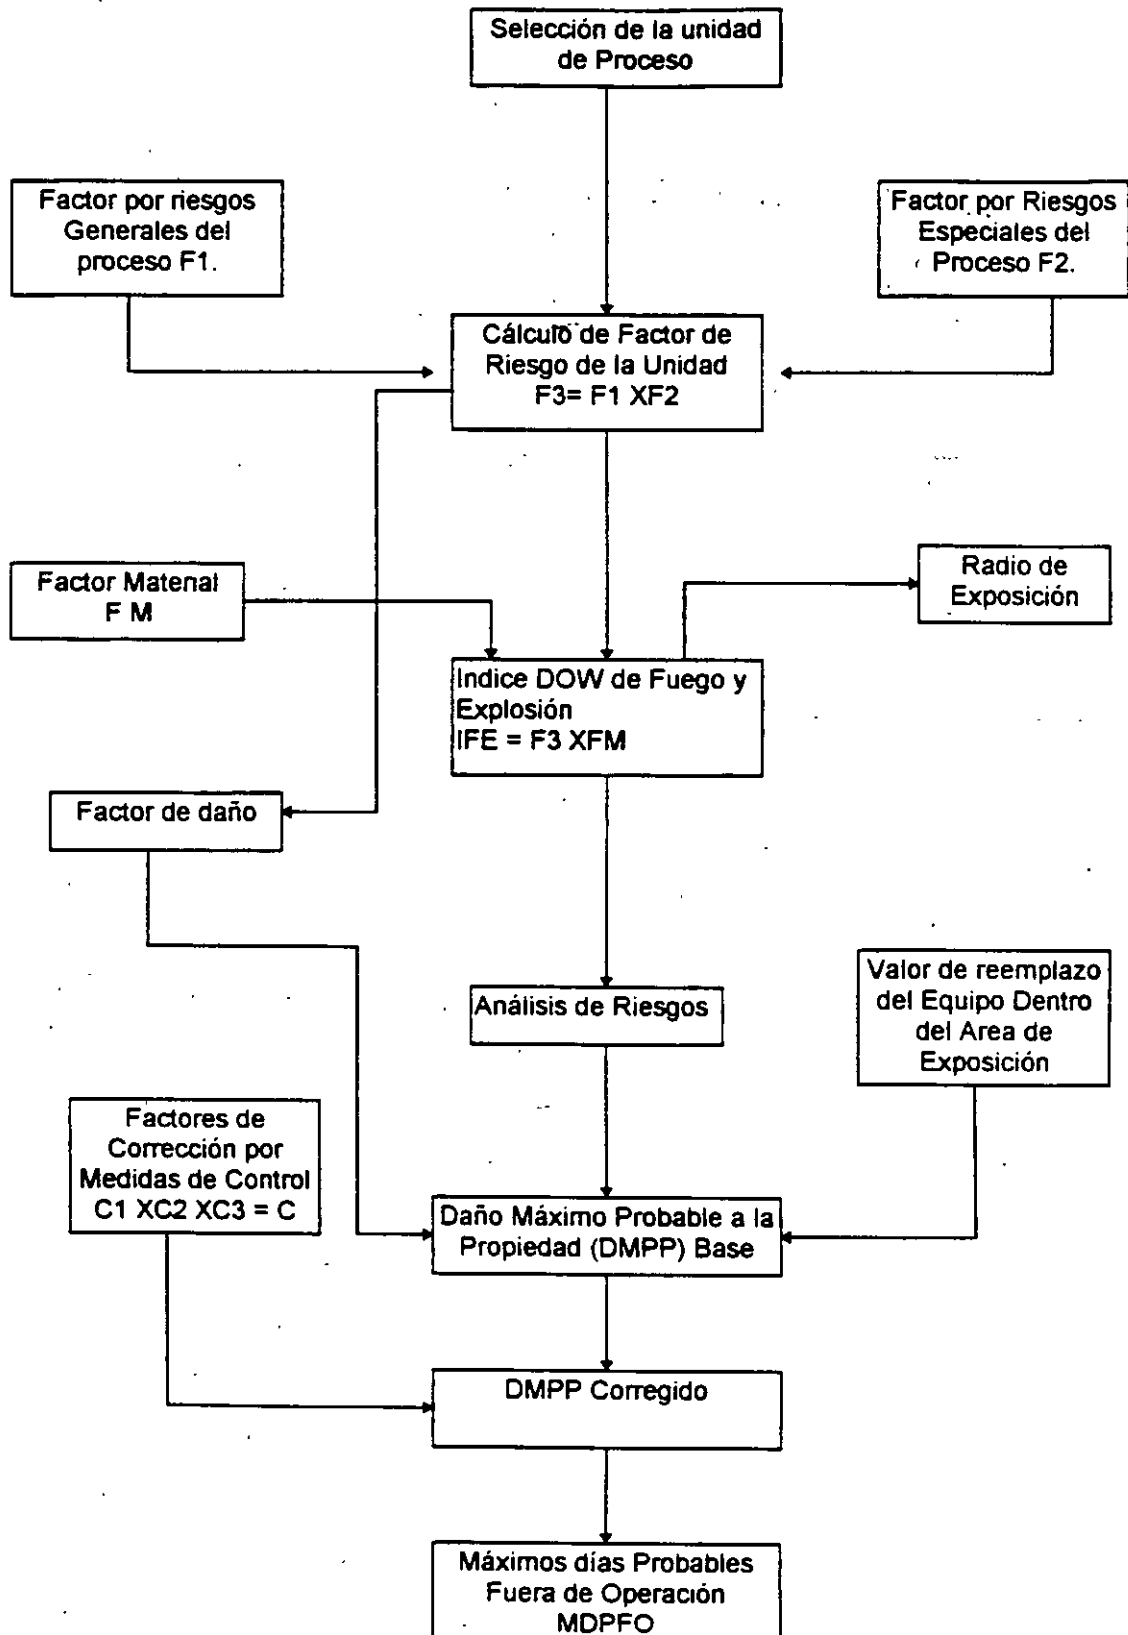 Selección de la unidad
de Proceso
Factor por riesgos
Generales del
proceso F1.
Factor por Riesgos
Especiales del
Proceso F2.
Cálculo de Factor de
Riesgo de la Unidad
F3= F1 XF2
Radio de
Exposición
Factor Material
F M
Indice DOW de Fuego y
Explosión
IFE = F3 XFM
Factor de daño
Valor de reemplazo
del Equipo Dentro
del Area de
Exposición
Análisis de Riesgos
Factores de
Corrección por
Medidas de Control
C1 XC2 XC3 = C
Daño Máximo Probable a la
Propiedad (DMPP) Base
DMPP Corregido
Máximos días Probables
Fuera de Operación
MDPFO